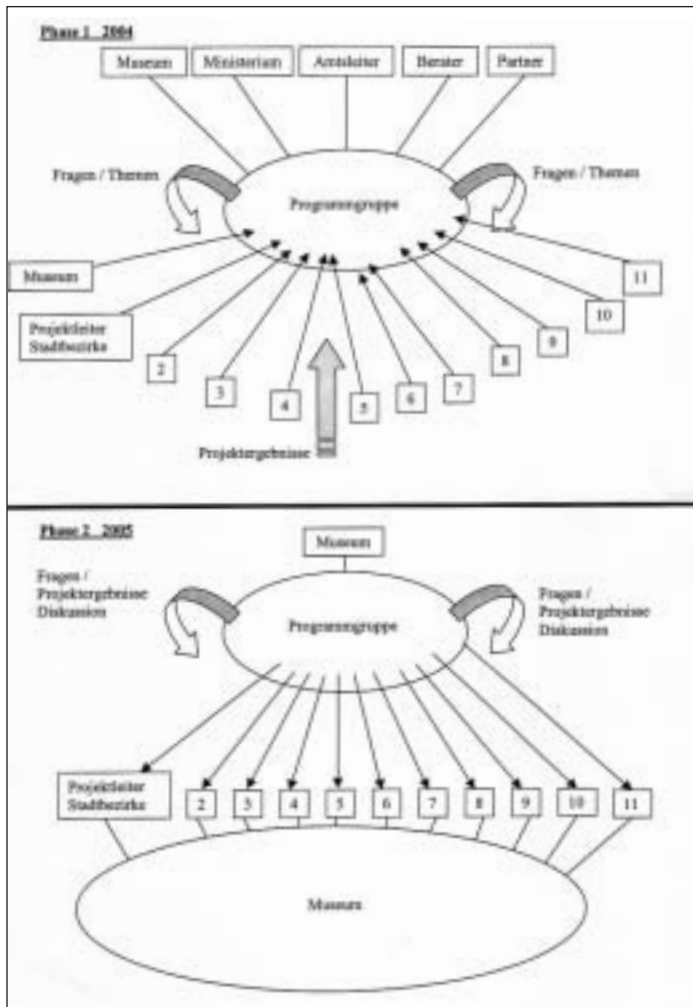 Phase 1 2004
Museum
Ministerium
Amtsleiter
Berater
Partner
Fragen / Themen
Fragen / Themen
Programmgruppe
Museum
Projektleiter
Stadtbezirke
2
3
4
5
6
7
8
9
10
11
Projektergebnisse
Phase 2 2005
Museum
Fragen /
Projektergebnisse
Diskussion
Fragen /
Projektergebnisse
Diskussion
Programmgruppe
Projektleiter
Stadtbezirke
2
3
4
5
6
7
8
9
10
11
Museum